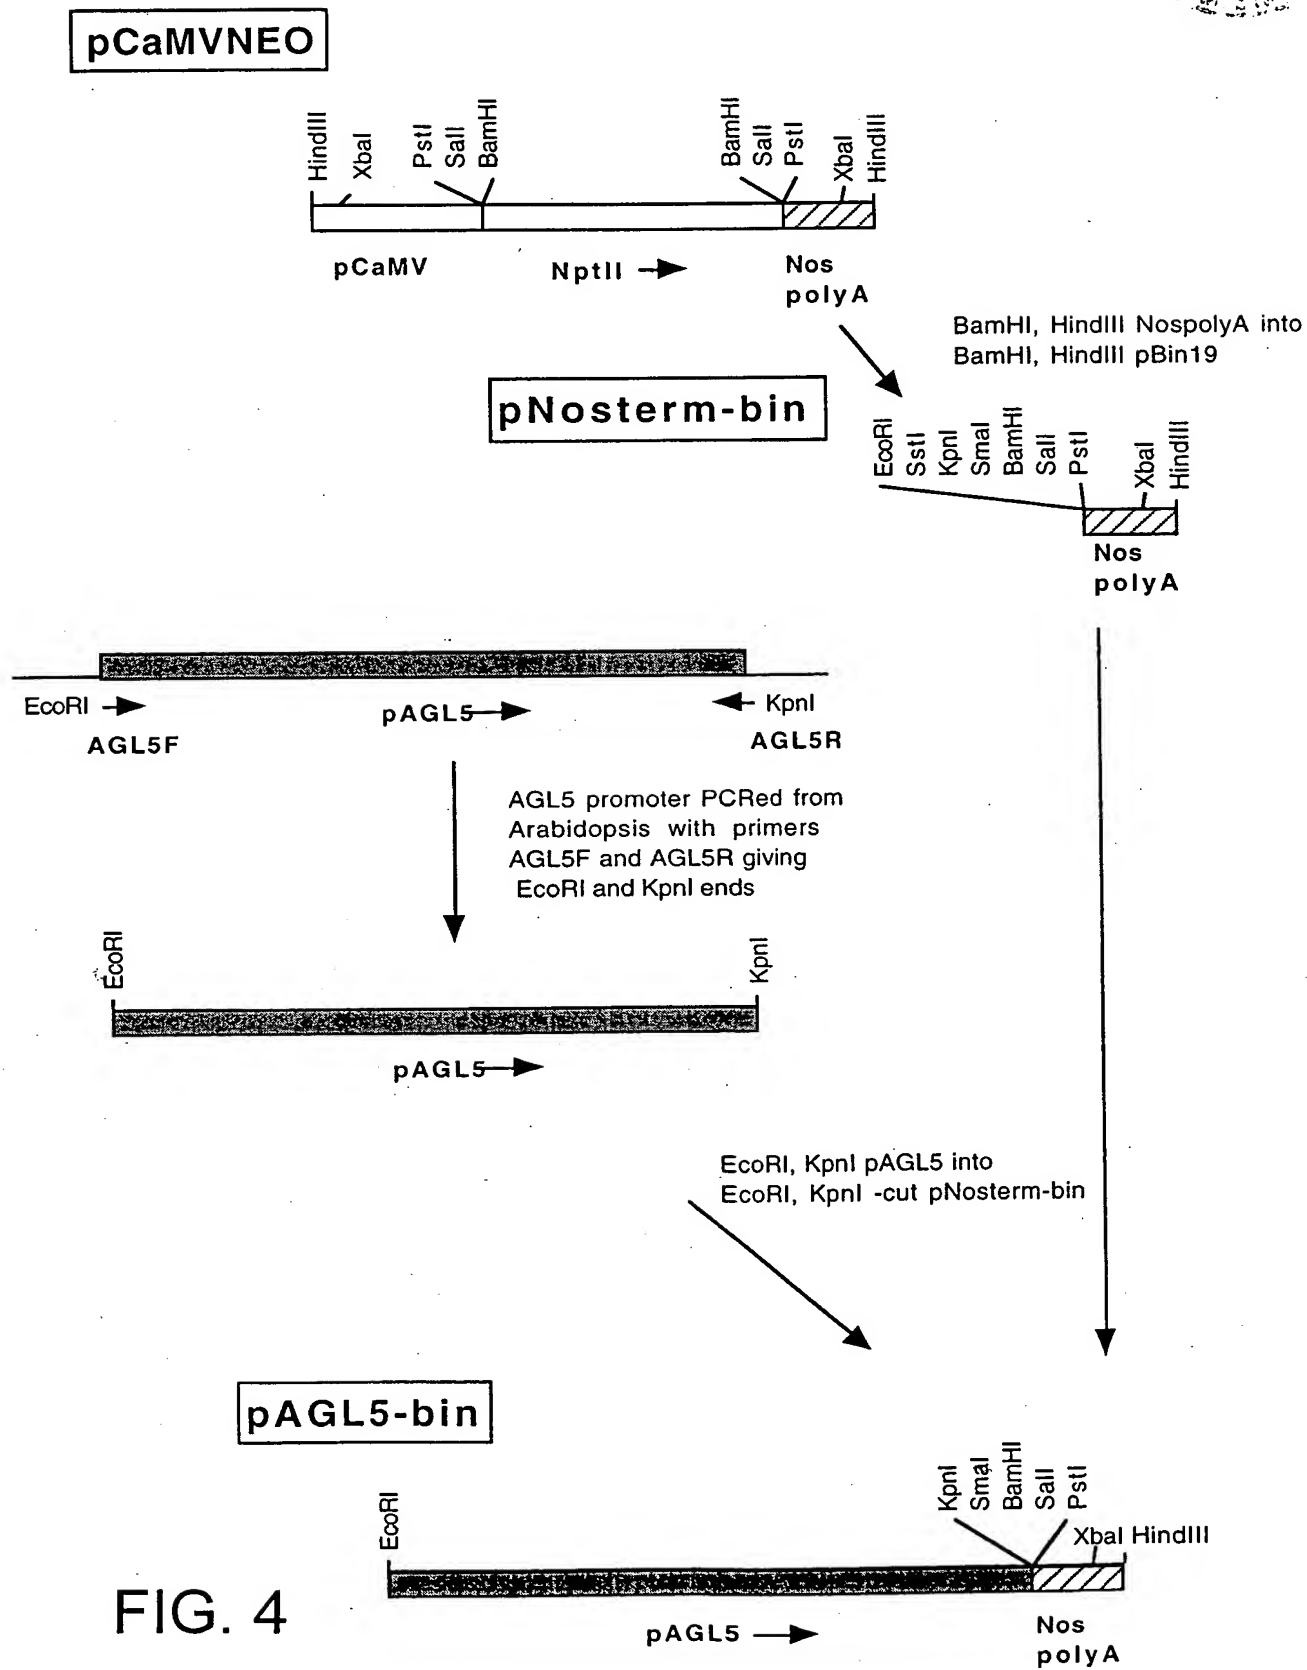 pCaMVNEO
HindIII
XbaI
PstI
SalI
BamHI
BamHI
SalI
PstI
XbaI
HindIII
pCaMV
NptII
Nos
polyA
BamHI, HindIII NospolyA into
BamHI, HindIII pBin19
pNosterm-bin
EcoRI
SstI
KpnI
SmaI
BamHI
SalI
PstI
XbaI
HindIII
Nos
polyA
EcoRI
pAGL5
KpnI
AGL5F
AGL5R
AGL5 promoter PCRed from
Arabidopsis with primers
AGL5F and AGL5R giving
EcoRI and KpnI ends
EcoRI
KpnI
pAGL5
EcoRI, KpnI pAGL5 into
EcoRI, KpnI -cut pNosterm-bin
pAGL5-bin
EcoRI
KpnI
SmaI
BamHI
SalI
PstI
XbaI HindIII
FIG. 4
pAGL5
Nos
polyA